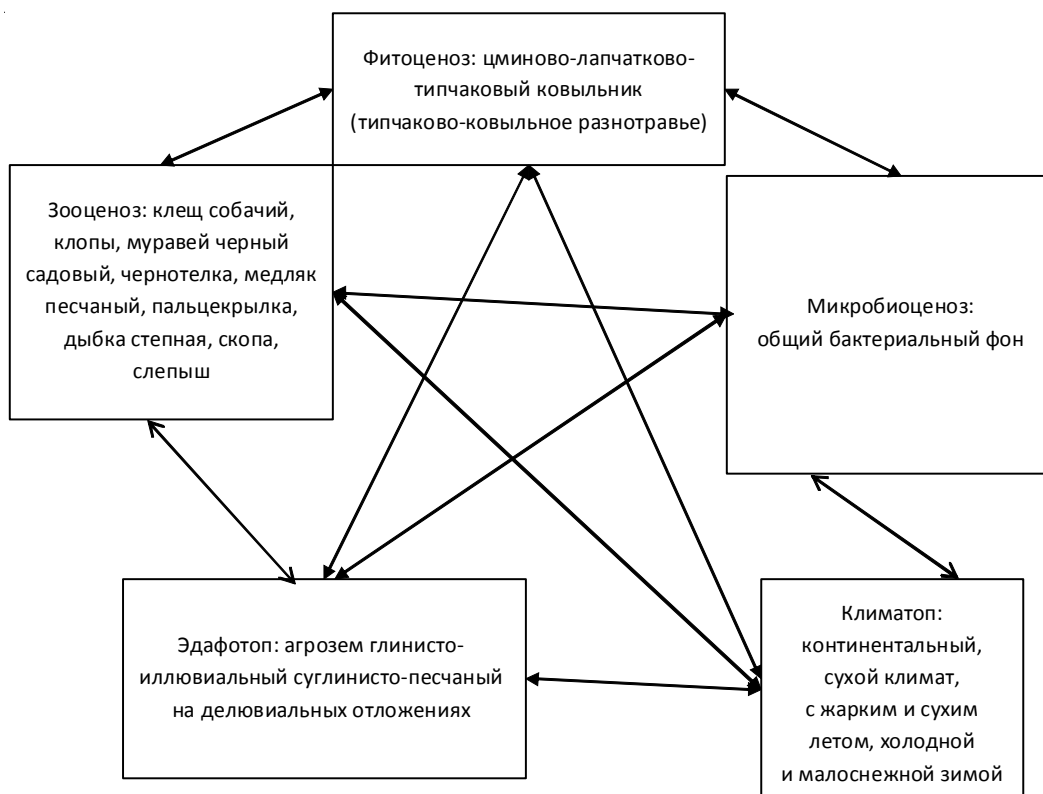 Фитоценоз: цминово-лапчатково-
типчаковый ковыльник
(типчаково-ковыльное разнотравье)
Зооценоз: клещ собачий,
клопы, муравей черный
садовый, чернотелка, медляк
песчаный, пальцекрылка,
дыбка степная, скопа,
слепыш
Микробиоценоз:
общий бактериальный фон
Эдафотоп: агрозем глинисто-
иллювиальный суглинисто-песчаный
на делювиальных отложениях
Климатоп:
континентальный,
сухой климат,
с жарким и сухим
летом, холодной
и малоснежной зимой